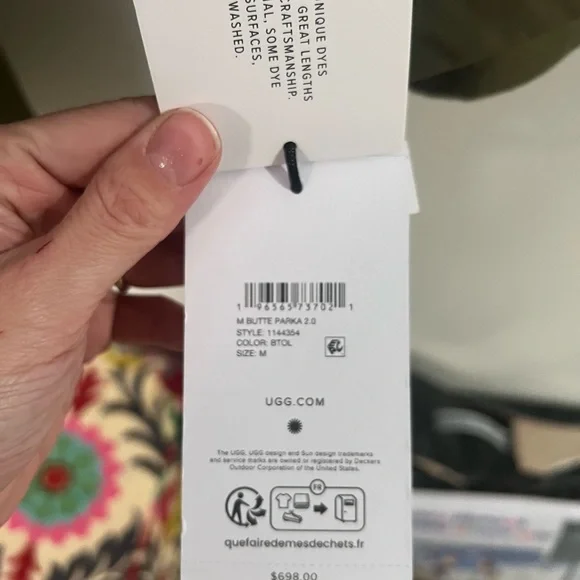 NIQUE DYES
GREAT LENGTHS
CRAFTSMANSHIP.
SOME DYE
SURFACES,
WASHED.
1 96565 73702 1
M BUTTE PARKA 2.0
STYLE: 1144354
COLOR: BTOL
SIZE: M
UGG.COM
The UGG, UGG design and Sun design trademarks
and service marks are owned or registered by Deckers
Outdoor Corporation of the United States.
FR
quefairedemesdechets.fr
$698.00